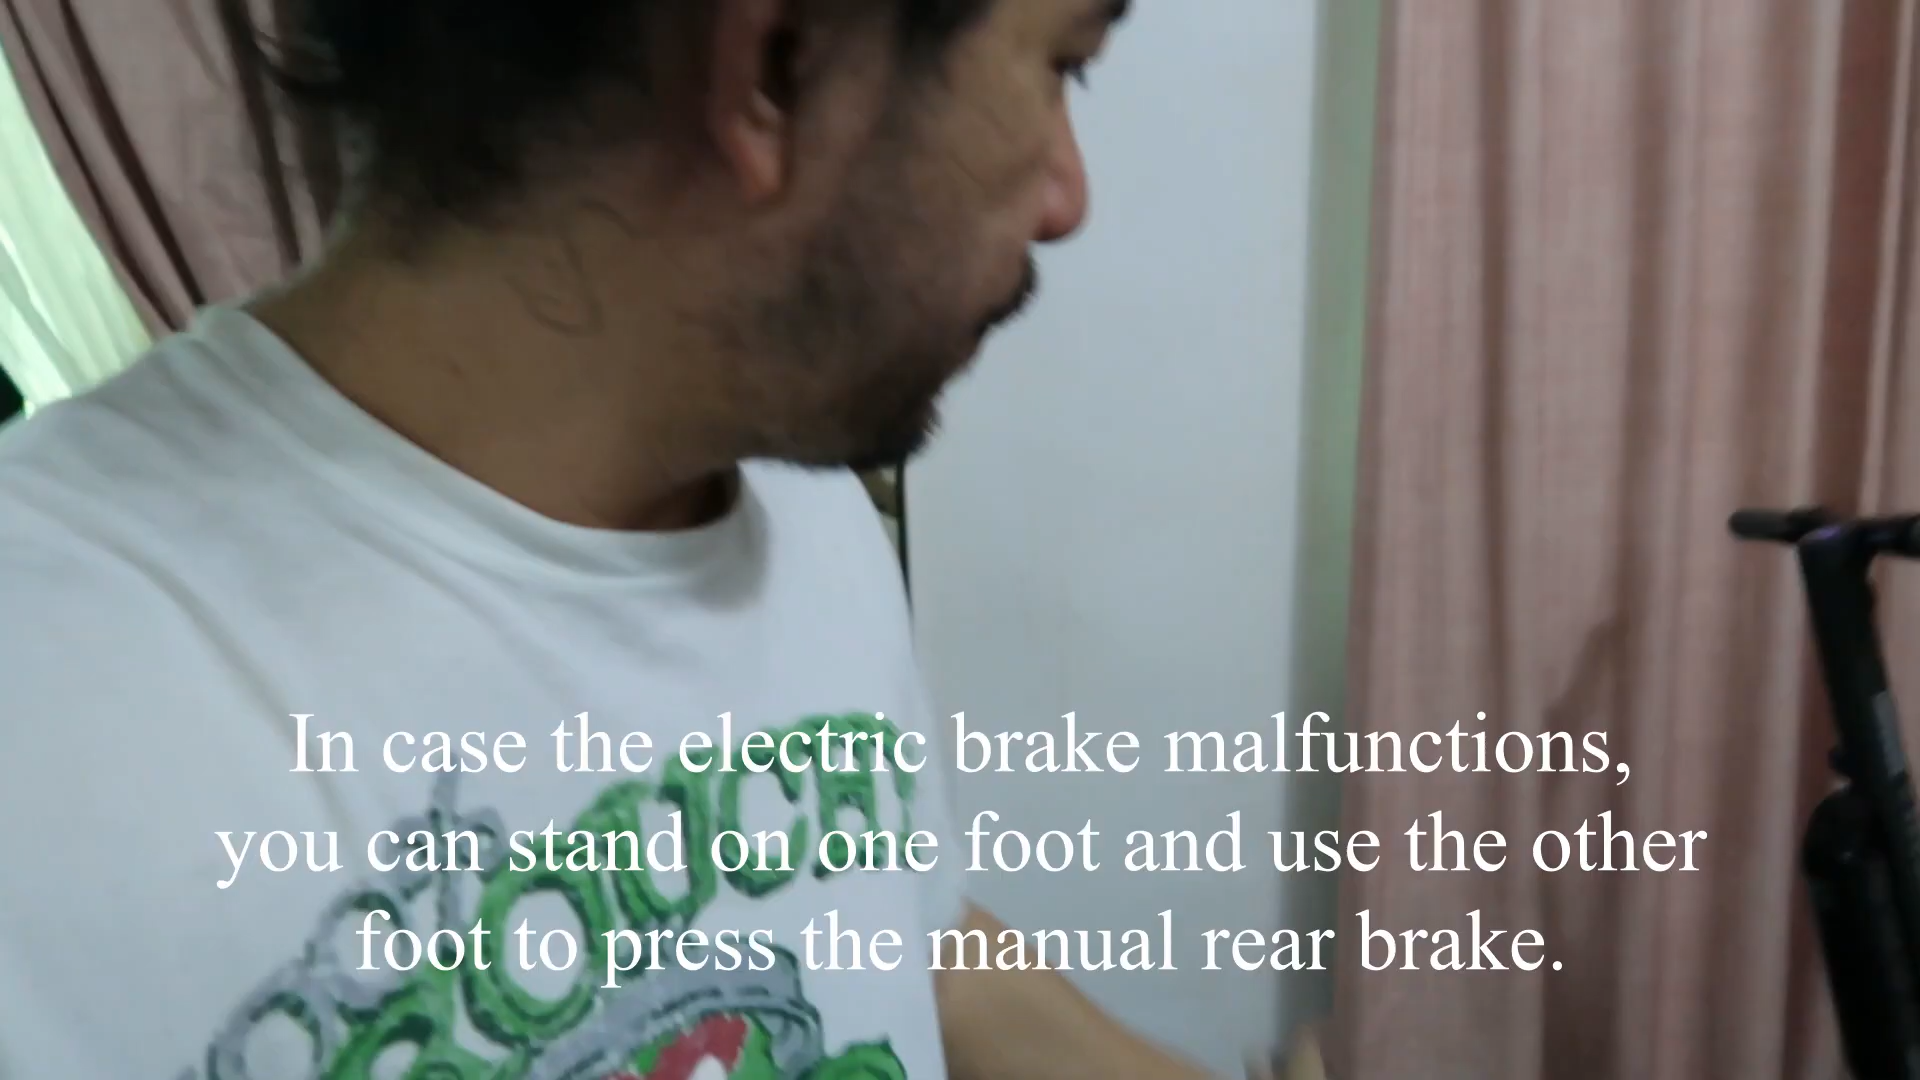 In case the electric brake malfunctions,
you can stand on one foot and use the other
foot to press the manual rear brake.